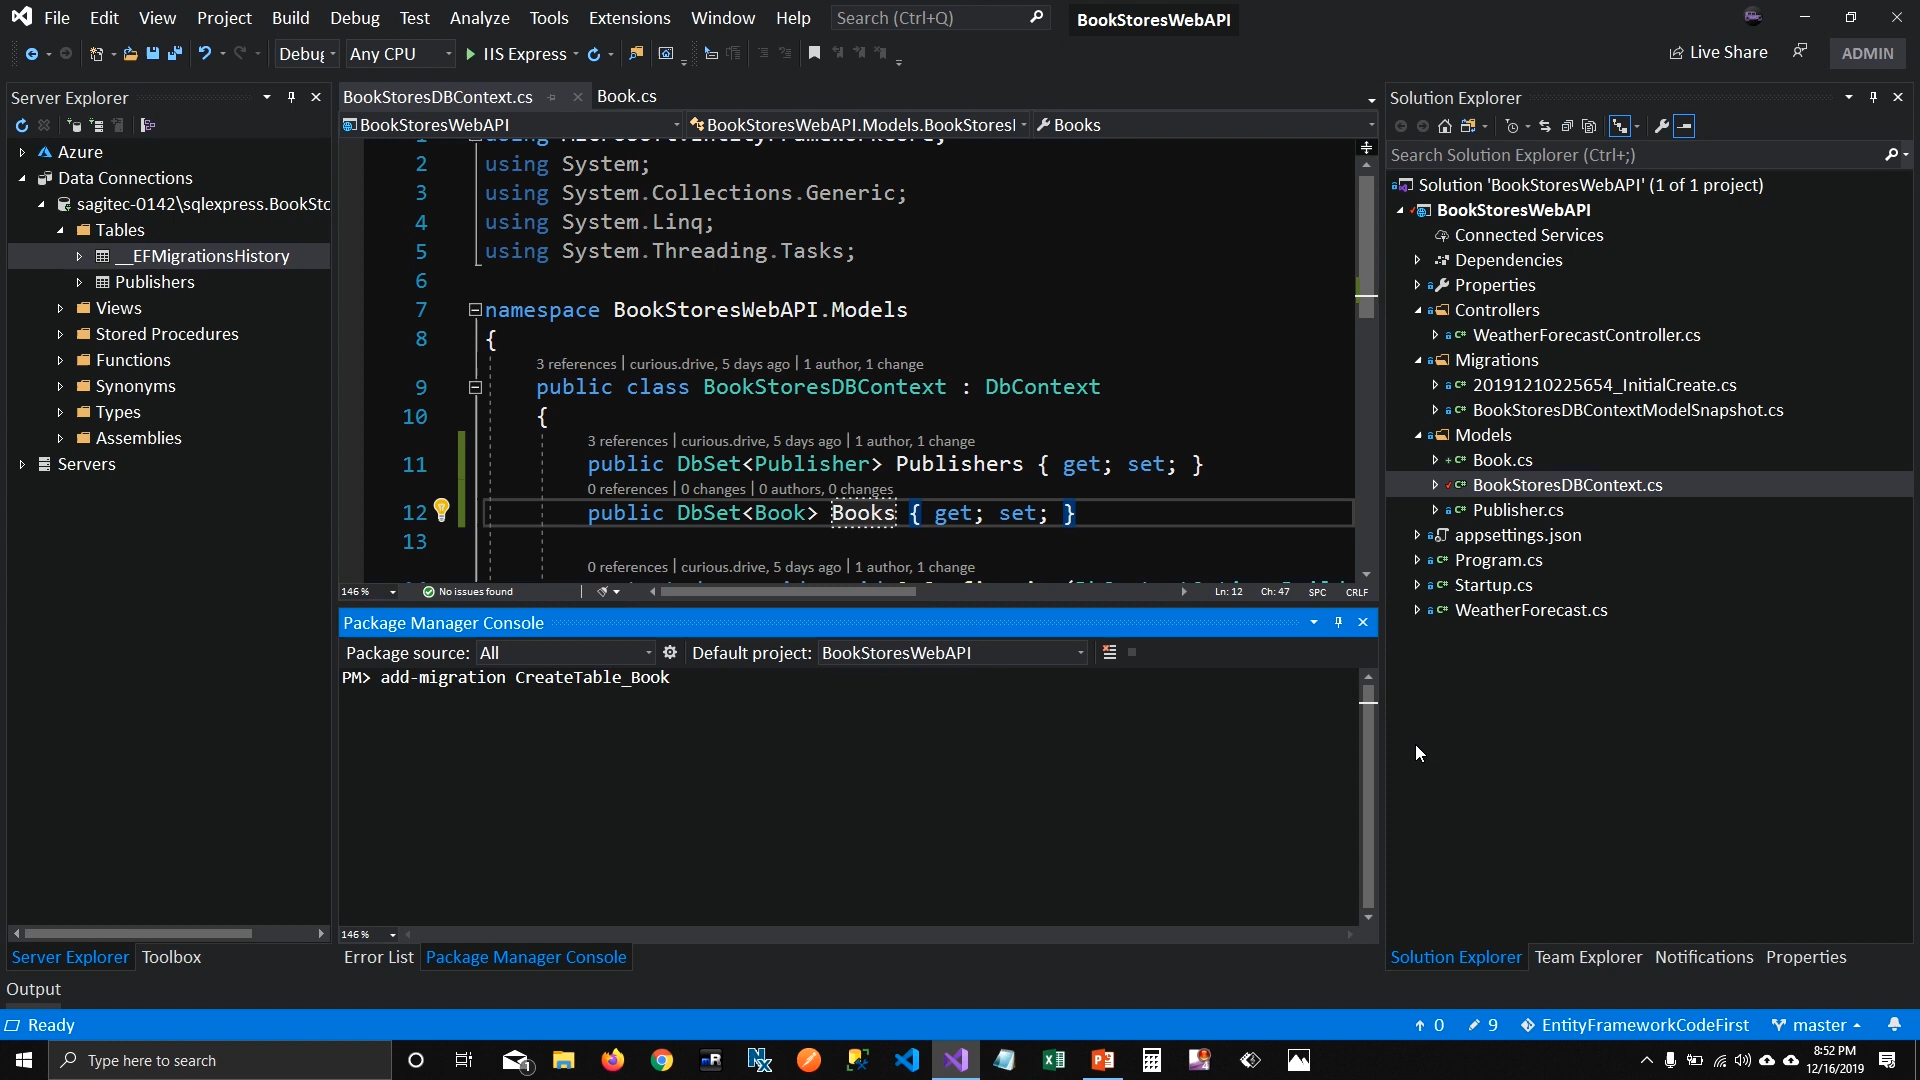 File Edit View Project Build Debug Test Analyze Tools Extensions Window Help Search (Ctrl+Q) BookStoresWebAPI
Debug Any CPU IIS Express Live Share ADMIN
Server Explorer
Azure
Data Connections
sagitec-0142\sqlexpress.BookSto
Tables
__EFMigrationsHistory
Publishers
Views
Stored Procedures
Functions
Synonyms
Types
Assemblies
Servers
Server Explorer Toolbox
BookStoresDBContext.cs Book.cs
BookStoresWebAPI BookStoresWebAPI.Models.BookStoresl Books
1
2 using System;
3 using System.Collections.Generic;
4 using System.Linq;
5 using System.Threading.Tasks;
6
7 namespace BookStoresWebAPI.Models
8 {
3 references | curious.drive, 5 days ago | 1 author, 1 change
9 public class BookStoresDBContext : DbContext
10 {
3 references | curious.drive, 5 days ago | 1 author, 1 change
11 public DbSet<Publisher> Publishers { get; set; }
0 references | 0 changes | 0 authors, 0 changes
12 public DbSet<Book> Books { get; set; }
13
0 references | curious.drive, 5 days ago | 1 author, 1 change
146 % No issues found Ln: 12 Ch: 47 SPC CRLF
Package Manager Console
Package source: All Default project: BookStoresWebAPI
PM> add-migration CreateTable_Book
146 %
Error List Package Manager Console
Solution Explorer
Search Solution Explorer (Ctrl+;)
Solution 'BookStoresWebAPI' (1 of 1 project)
BookStoresWebAPI
Connected Services
Dependencies
Properties
Controllers
WeatherForecastController.cs
Migrations
20191210225654_InitialCreate.cs
BookStoresDBContextModelSnapshot.cs
Models
Book.cs
BookStoresDBContext.cs
Publisher.cs
appsettings.json
Program.cs
Startup.cs
WeatherForecast.cs
Solution Explorer Team Explorer Notifications Properties
Output
Ready 0 9 EntityFrameworkCodeFirst master
Type here to search
8:52 PM
12/16/2019